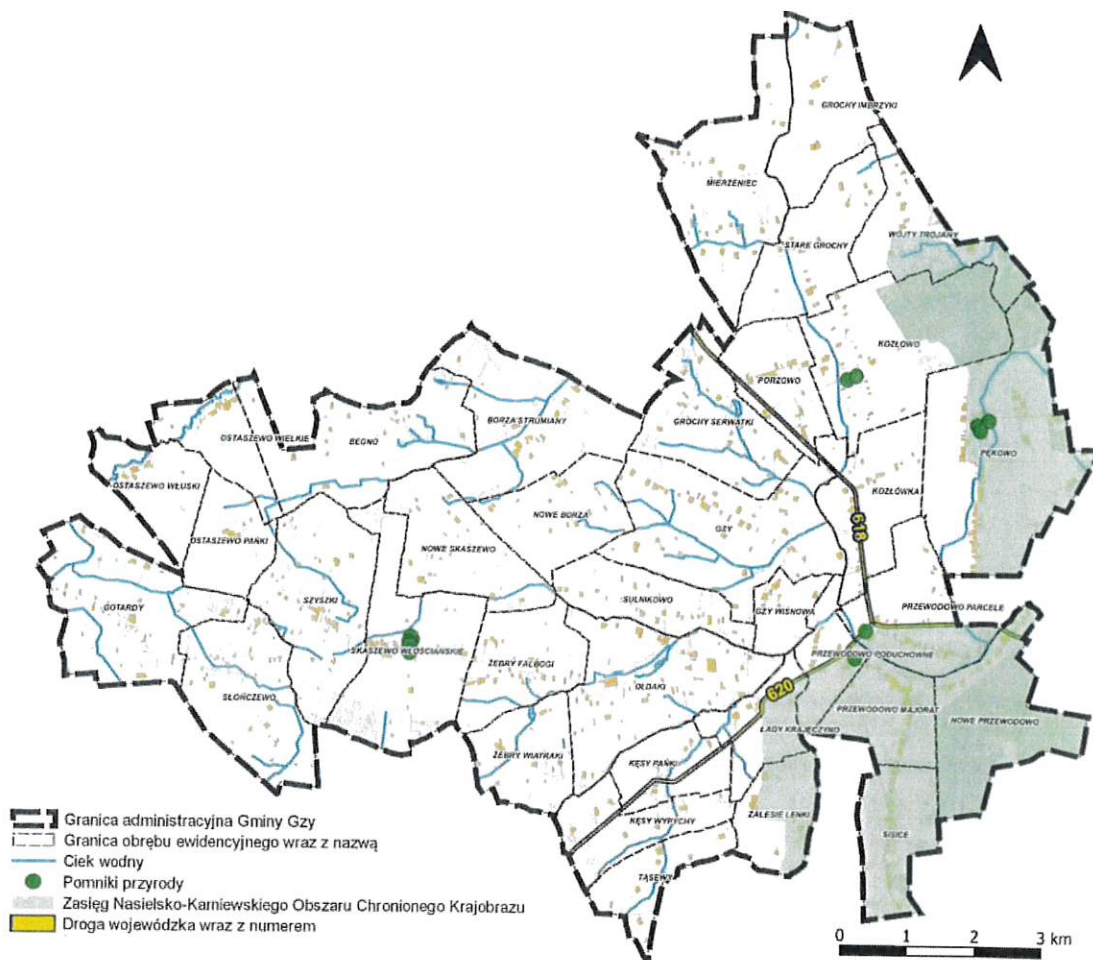 GROCHY IMBRZYKI
MIERZENIEC
STARE GROCHY
WÓJTY TROJANY
KOZŁOWO
PORZOWO
BORZA STRUMIANY
GROCHY SERWATKI
OSTASZEWO WIELKIE
BEGNO
PĘKOWO
OSTASZEWO WŁUSKI
KOZŁÓWKA
NOWE BORZA
GZY
618
OSTASZEWO PAŃKI
NOWE SKASZEWO
SZYSZKI
SULNIKOWO
GOTARDY
GZY WISNOWA
PRZEWODOWO PARCELE
SKASZEWO WŁOŚCIAŃSKIE
PRZEWODOWO PODUCHOWNE
ŻEBRY FALBOGI
OŁDAKI
620
SŁOŃCZEWO
PRZEWODOWO MAJORAT
NOWE PRZEWODOWO
ŁADY KRAJĘCZYNO
ŻEBRY WIATRAKI
KĘSY PAŃKI
ZALESIE LENKI
KĘSY WYPYCHY
SISICE
TĄSEWY
Granica administracyjna Gminy Gzy
Granica obrębu ewidencyjnego wraz z nazwą
Ciek wodny
Pomniki przyrody
Zasięg Nasielsko-Karniewskiego Obszaru Chronionego Krajobrazu
Droga wojewódzka wraz z numerem
0 1 2 3 km